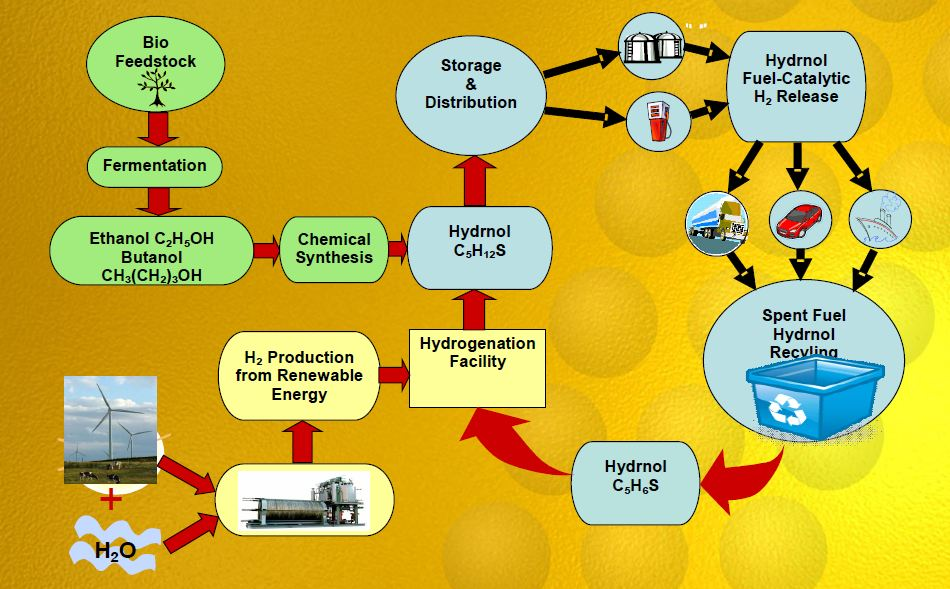 Bio
Feedstock
Fermentation
Ethanol C₂H₅OH
Butanol
CH₃(CH₂)₃OH
Chemical
Synthesis
Hydrnol
C₅H₁₂S
Storage
&
Distribution
" "
Hydrnol
Fuel-Catalytic
H₂ Release
Spent Fuel
Hydrnol
Recyling
Hydrnol
C₅H₆S
Hydrogenation
Facility
H₂ Production
from Renewable
Energy
+
H₂O